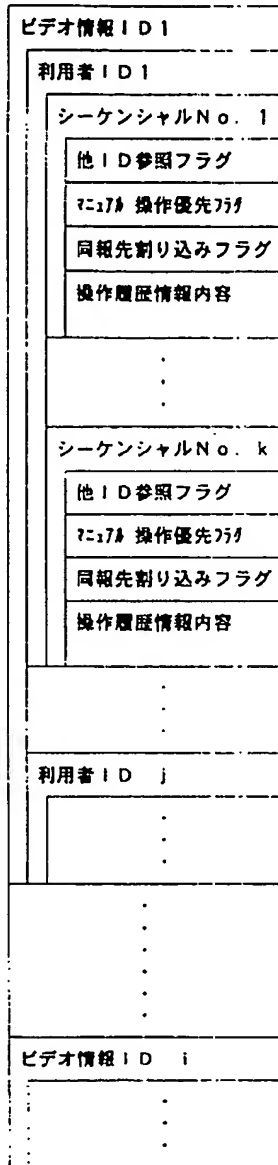 ビデオ情報ID1
利用者ID1
シーケンシャルNo. 1
他ID参照フラグ
マニュアル 操作優先フラグ
同報先割り込みフラグ
操作履歴情報内容
シーケンシャルNo. k
他ID参照フラグ
マニュアル 操作優先フラグ
同報先割り込みフラグ
操作履歴情報内容
利用者ID j
ビデオ情報ID i